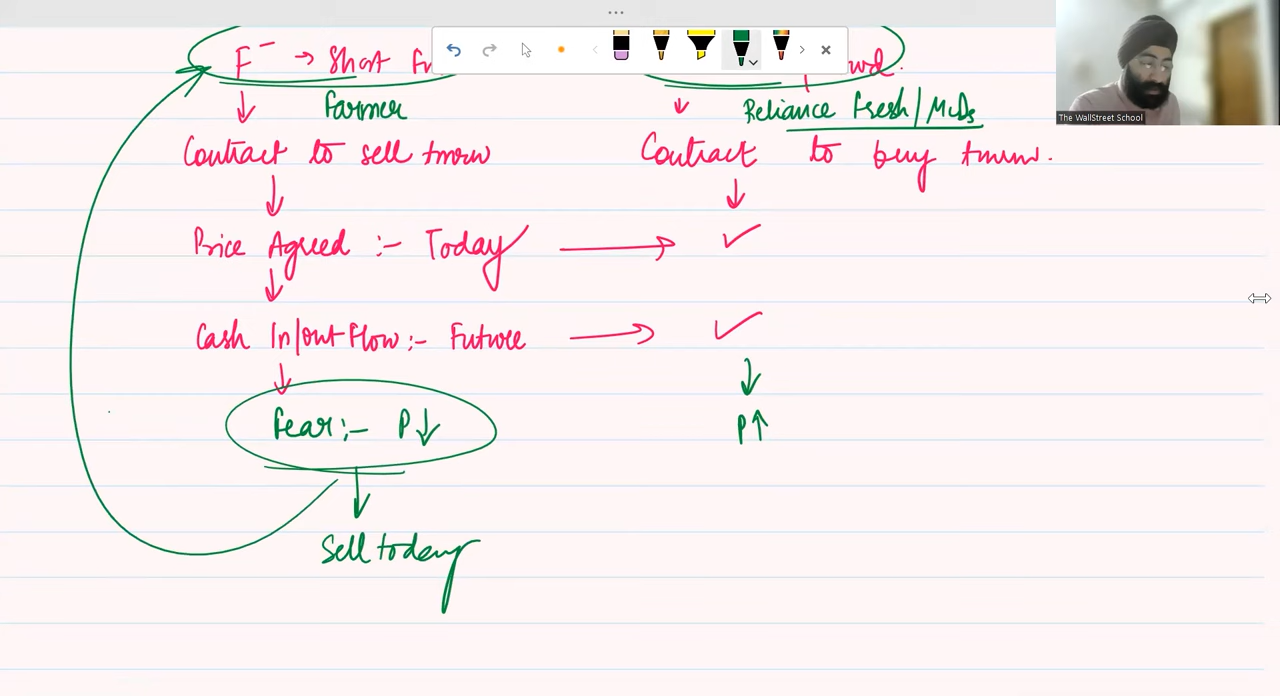 F⁻ → Short
Farmer
Reliance Fresh/McDs
The WallStreet School
Contract to sell tmrw
Contract to buy tmrw.
Price Agreed :- Today → ✓
Cash In/out Flow :- Future → ✓
Fear :- P↓
P↑
Sell today